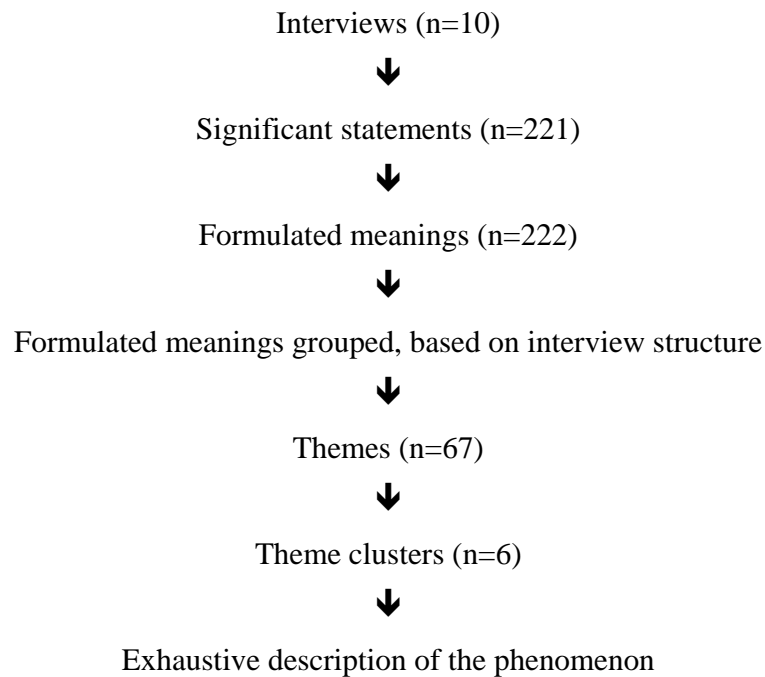 Interviews (n=10)
Significant statements (n=221)
Formulated meanings (n=222)
Formulated meanings grouped, based on interview structure
Themes (n=67)
Theme clusters (n=6)
Exhaustive description of the phenomenon